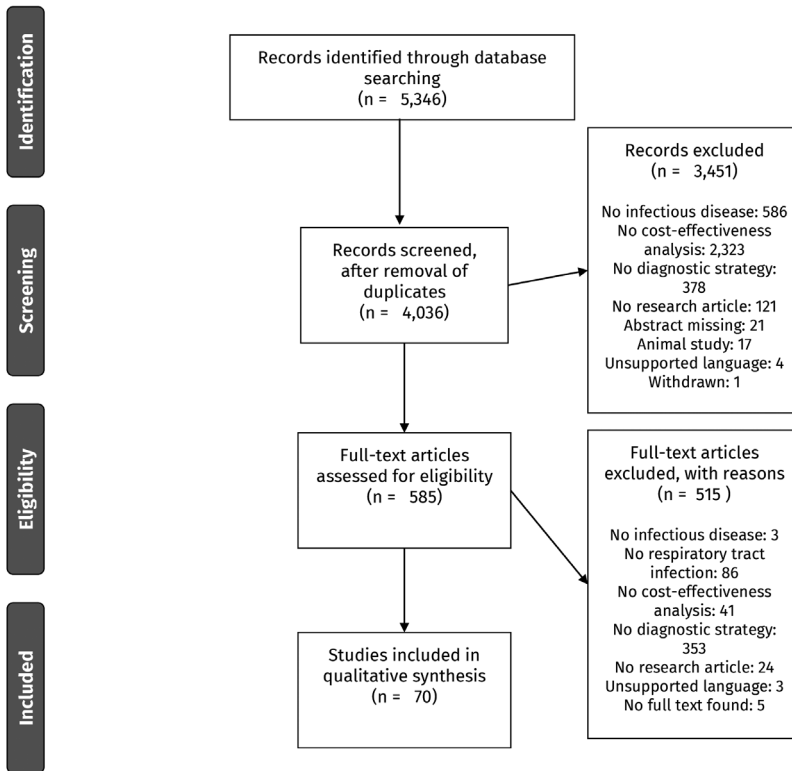 Identification
Records identified through database
searching
(n =   5,346)
Records excluded
(n =   3,451)
No infectious disease: 586
No cost-effectiveness
analysis: 2,323
No diagnostic strategy:
378
No research article: 121
Abstract missing: 21
Animal study: 17
Unsupported language: 4
Withdrawn: 1
Screening
Records screened,
after removal of
duplicates
(n =   4,036)
Eligibility
Full-text articles
assessed for eligibility
(n =   585)
Full-text articles
excluded, with reasons
(n =   515 )
No infectious disease: 3
No respiratory tract
infection: 86
No cost-effectiveness
analysis: 41
No diagnostic strategy:
353
No research article: 24
Unsupported language: 3
No full text found: 5
Included
Studies included in
qualitative synthesis
(n =   70)